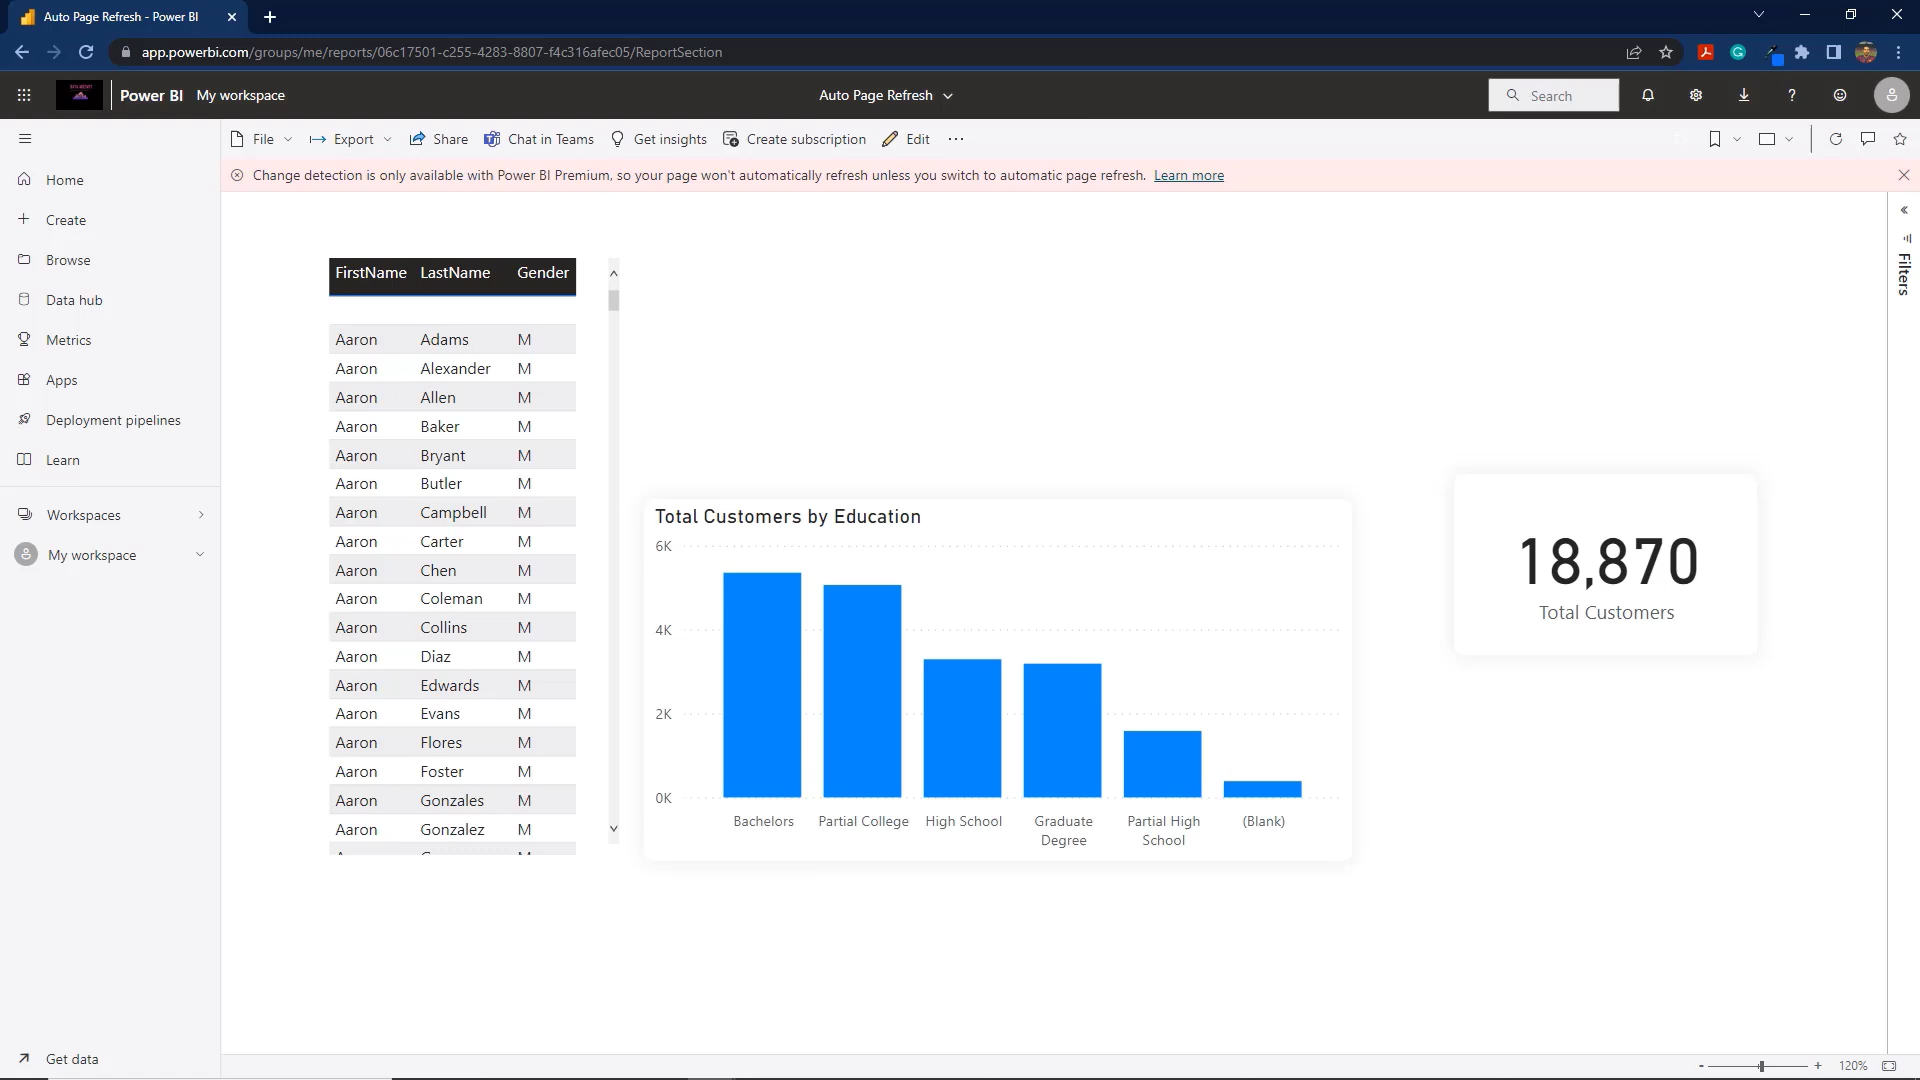 Auto Page Refresh - Power BI
app.powerbi.com/groups/me/reports/06c17501-c255-4283-8807-f4c316afec05/ReportSection
Power BI My workspace
Auto Page Refresh
Search
File
Export
Share
Chat in Teams
Get insights
Create subscription
Edit
Change detection is only available with Power BI Premium, so your page won't automatically refresh unless you switch to automatic page refresh. Learn more
Home
Create
Browse
Data hub
Metrics
Apps
Deployment pipelines
Learn
Workspaces
My workspace
Get data
Filters
FirstName LastName Gender
Aaron Adams M
Aaron Alexander M
Aaron Allen M
Aaron Baker M
Aaron Bryant M
Aaron Butler M
Aaron Campbell M
Aaron Carter M
Aaron Chen M
Aaron Coleman M
Aaron Collins M
Aaron Diaz M
Aaron Edwards M
Aaron Evans M
Aaron Flores M
Aaron Foster M
Aaron Gonzales M
Aaron Gonzalez M
Total Customers by Education
6K
4K
2K
0K
Bachelors
Partial College
High School
Graduate
Degree
Partial High
School
(Blank)
18,870
Total Customers
120%